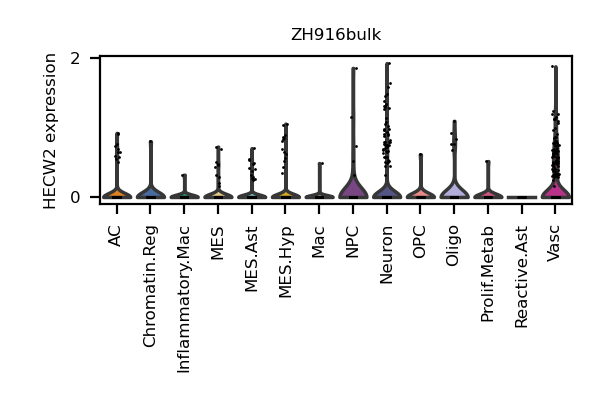 ZH916bulk
HECW2 expression
2
0
AC
Chromatin.Reg
Inflammatory.Mac
MES
MES.Ast
MES.Hyp
Mac
NPC
Neuron
OPC
Oligo
Prolif.Metab
Reactive.Ast
Vasc